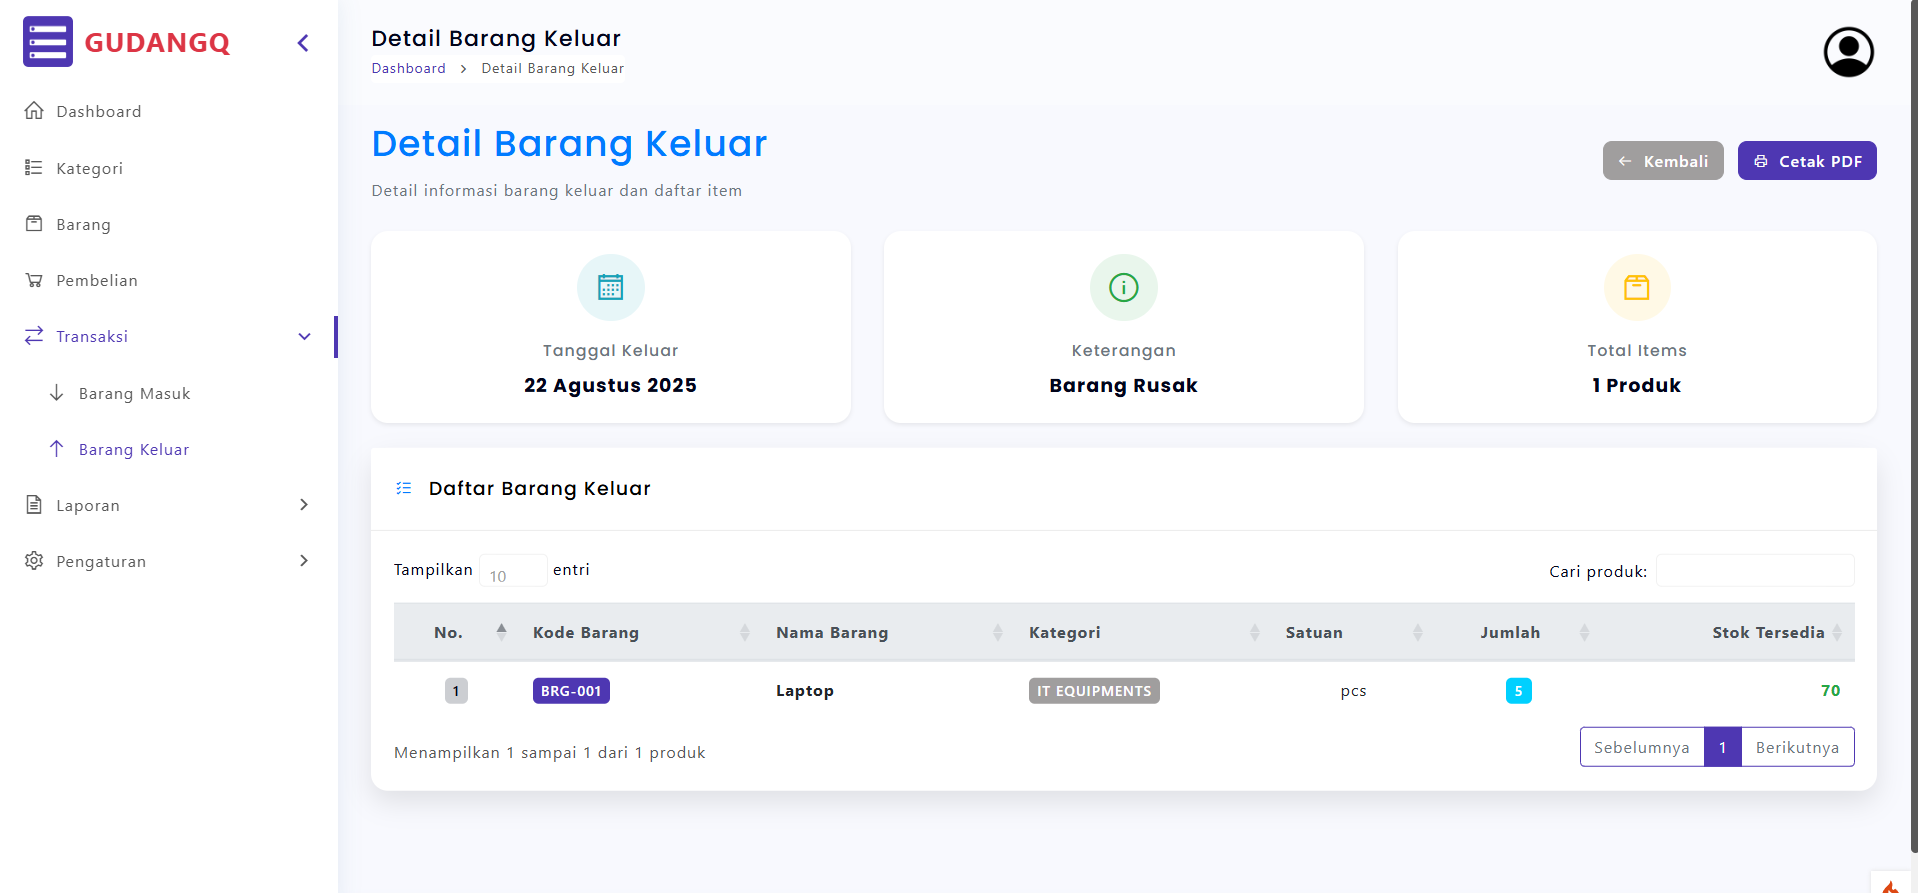 GUDANGQ
Dashboard
Kategori
Barang
Pembelian
Transaksi
Barang Masuk
Barang Keluar
Laporan
Pengaturan
Detail Barang Keluar
Dashboard > Detail Barang Keluar
Detail Barang Keluar
Detail informasi barang keluar dan daftar item
Kembali
Cetak PDF
Tanggal Keluar
22 Agustus 2025
Keterangan
Barang Rusak
Total Items
1 Produk
Daftar Barang Keluar
Tampilkan 10 entri
Cari produk:
No. Kode Barang Nama Barang Kategori Satuan Jumlah Stok Tersedia
1 BRG-001 Laptop IT EQUIPMENTS pcs 5 70
Menampilkan 1 sampai 1 dari 1 produk
Sebelumnya 1 Berikutnya